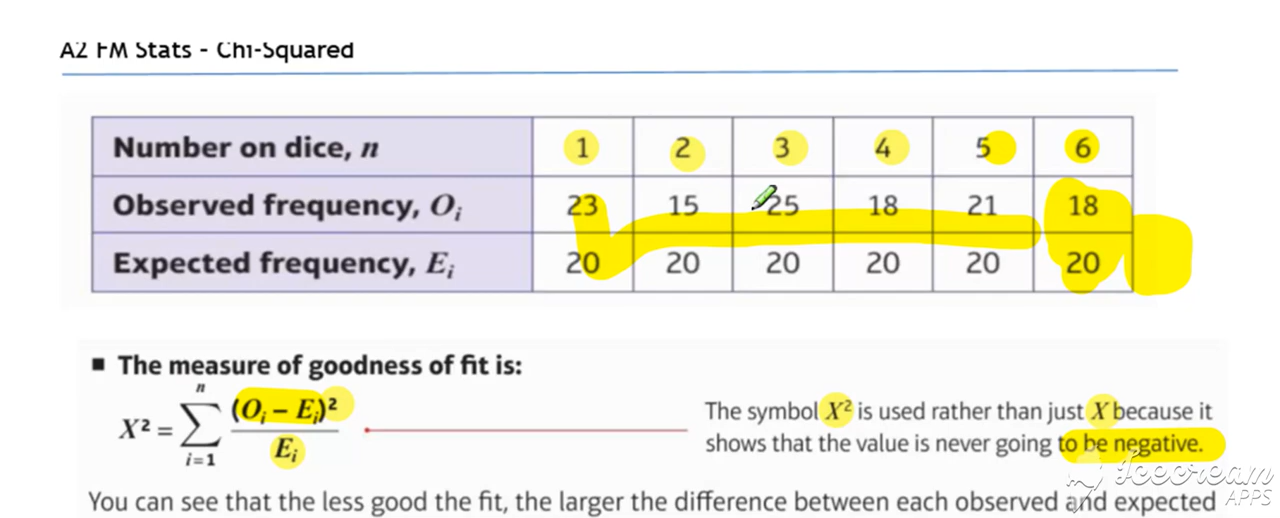 A2 FM Stats - Chi-Squared
Number on dice, n 1 2 3 4 5 6
Observed frequency, Oᵢ 23 15 25 18 21 18
Expected frequency, Eᵢ 20 20 20 20 20 20
■ The measure of goodness of fit is:
X² = ∑ⁿᵢ₌₁ (Oᵢ – Eᵢ)² / Eᵢ
The symbol X² is used rather than just X because it
shows that the value is never going to be negative.
Icecream
APPS
You can see that the less good the fit, the larger the difference between each observed and expected